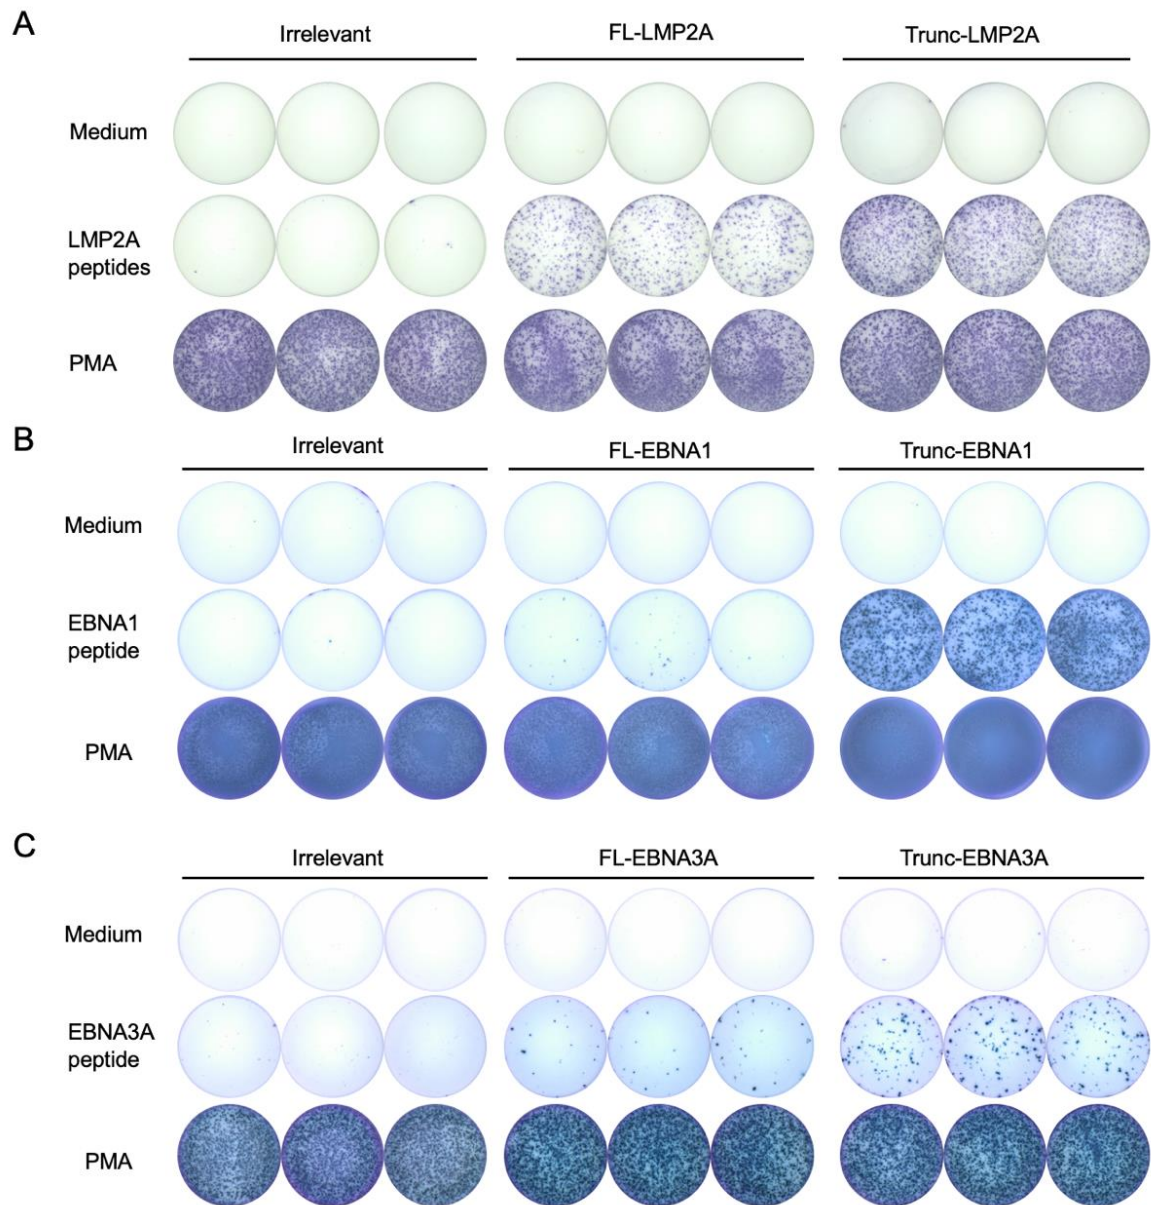 A
Irrelevant FL-LMP2A Trunc-LMP2A
Medium
LMP2A
peptides
PMA
B
Irrelevant FL-EBNA1 Trunc-EBNA1
Medium
EBNA1
peptide
PMA
C
Irrelevant FL-EBNA3A Trunc-EBNA3A
Medium
EBNA3A
peptide
PMA